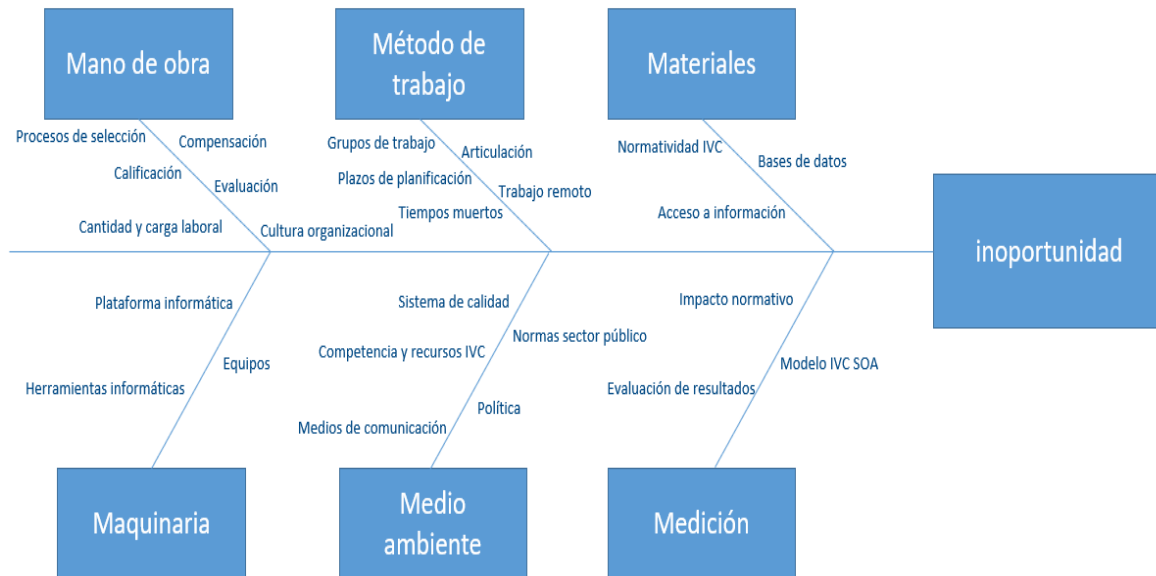 Mano de obra
Método de
trabajo
Materiales
Procesos de selección
Compensación
Calificación
Evaluación
Cantidad y carga laboral
Cultura organizacional
Grupos de trabajo
Articulación
Plazos de planificación
Trabajo remoto
Tiempos muertos
Normatividad IVC
Bases de datos
Acceso a información
inoportunidad
Plataforma informática
Equipos
Herramientas informáticas
Sistema de calidad
Normas sector público
Competencia y recursos IVC
Política
Medios de comunicación
Impacto normativo
Modelo IVC SOA
Evaluación de resultados
Maquinaria
Medio
ambiente
Medición